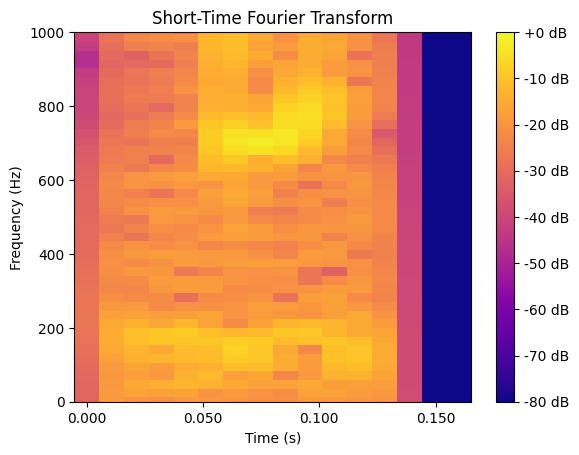 Short-Time Fourier Transform
Frequency (Hz)
1000
800
600
400
200
0
0.000
0.050
0.100
0.150
Time (s)
+0 dB
-10 dB
-20 dB
-30 dB
-40 dB
-50 dB
-60 dB
-70 dB
-80 dB